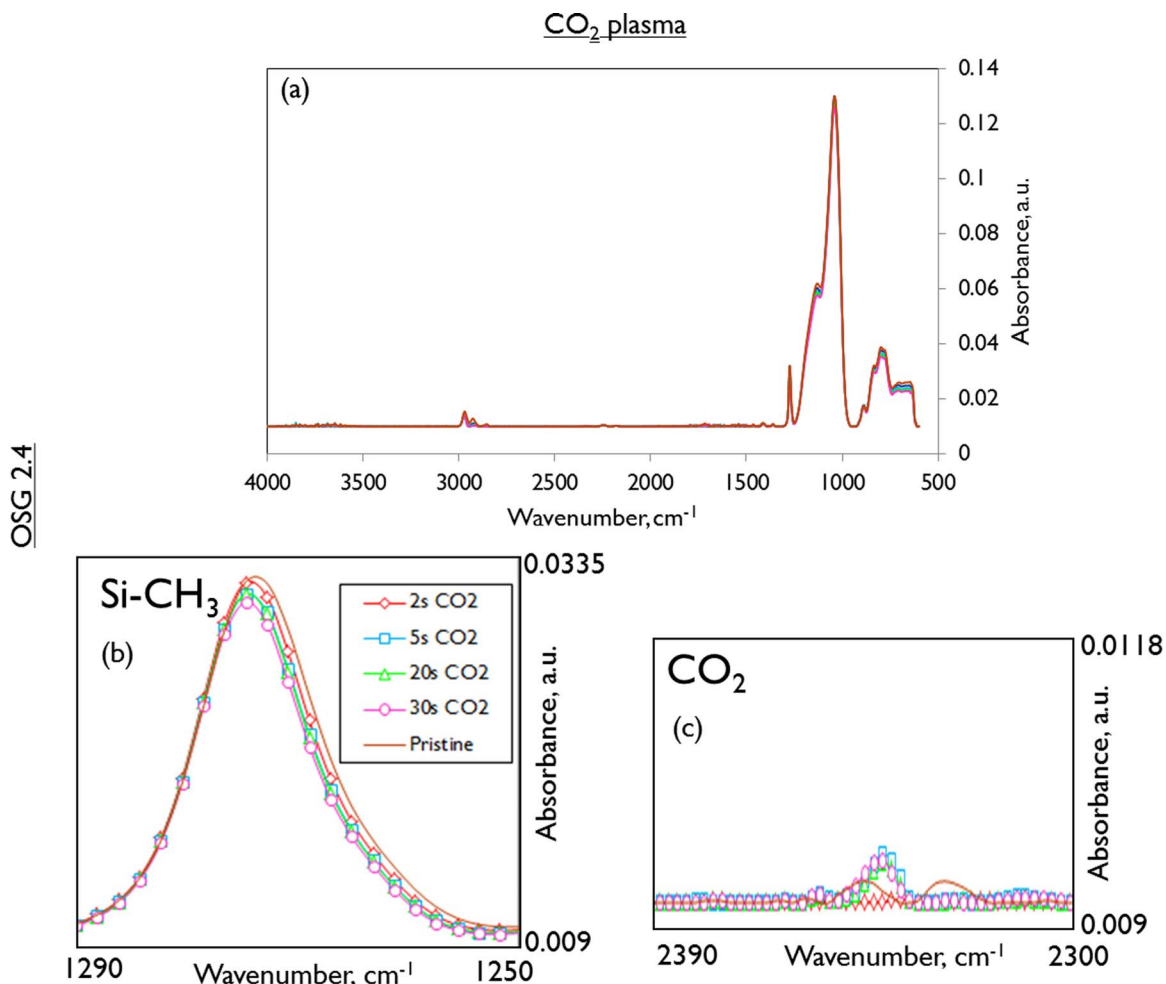 CO₂ plasma
(a)
0.14
0.12
0.1
0.08
0.06
0.04
0.02
0
Absorbance, a.u.
4000 3500 3000 2500 2000 1500 1000 500
Wavenumber, cm⁻¹
OSG 2.4
Si-CH₃
(b)
2s CO2
5s CO2
20s CO2
30s CO2
Pristine
0.0335
Absorbance, a.u.
0.009
1290 Wavenumber, cm⁻¹ 1250
CO₂
(c)
0.0118
Absorbance, a.u.
0.009
2390 Wavenumber, cm⁻¹ 2300